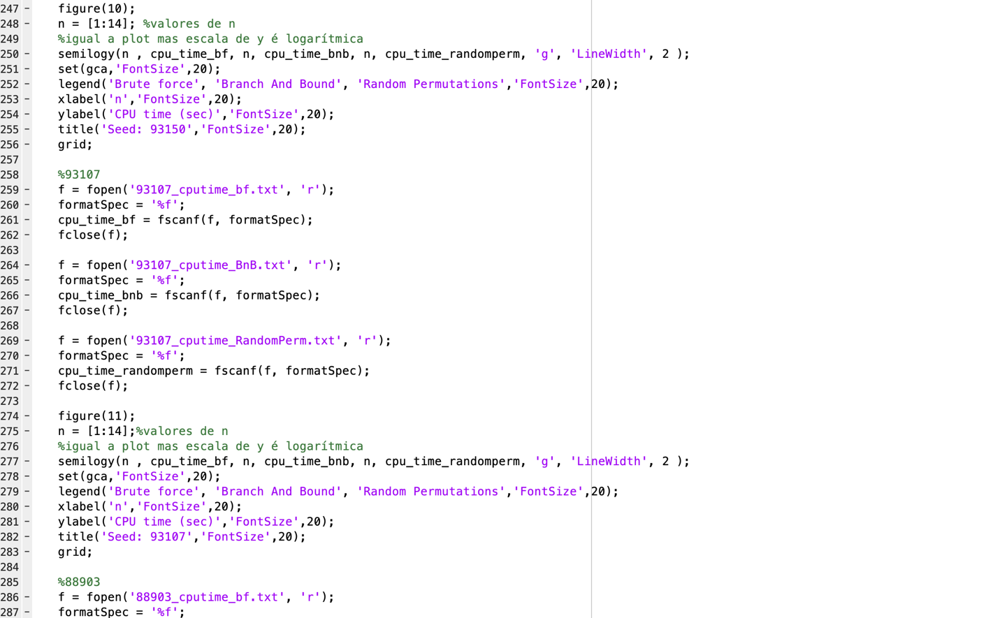 247 - figure(10);
248 - n = [1:14]; %valores de n
249 %igual a plot mas escala de y é logarítmica
250 - semilogy(n , cpu_time_bf, n, cpu_time_bnb, n, cpu_time_randomperm, 'g', 'LineWidth', 2 );
251 - set(gca,'FontSize',20);
252 - legend('Brute force', 'Branch And Bound', 'Random Permutations','FontSize',20);
253 - xlabel('n','FontSize',20);
254 - ylabel('CPU time (sec)','FontSize',20);
255 - title('Seed: 93150','FontSize',20);
256 - grid;
257
258 %93107
259 - f = fopen('93107_cputime_bf.txt', 'r');
260 - formatSpec = '%f';
261 - cpu_time_bf = fscanf(f, formatSpec);
262 - fclose(f);
263
264 - f = fopen('93107_cputime_BnB.txt', 'r');
265 - formatSpec = '%f';
266 - cpu_time_bnb = fscanf(f, formatSpec);
267 - fclose(f);
268
269 - f = fopen('93107_cputime_RandomPerm.txt', 'r');
270 - formatSpec = '%f';
271 - cpu_time_randomperm = fscanf(f, formatSpec);
272 - fclose(f);
273
274 - figure(11);
275 - n = [1:14];%valores de n
276 %igual a plot mas escala de y é logarítmica
277 - semilogy(n , cpu_time_bf, n, cpu_time_bnb, n, cpu_time_randomperm, 'g', 'LineWidth', 2 );
278 - set(gca,'FontSize',20);
279 - legend('Brute force', 'Branch And Bound', 'Random Permutations','FontSize',20);
280 - xlabel('n','FontSize',20);
281 - ylabel('CPU time (sec)','FontSize',20);
282 - title('Seed: 93107','FontSize',20);
283 - grid;
284
285 %88903
286 - f = fopen('88903_cputime_bf.txt', 'r');
287 - formatSpec = '%f';